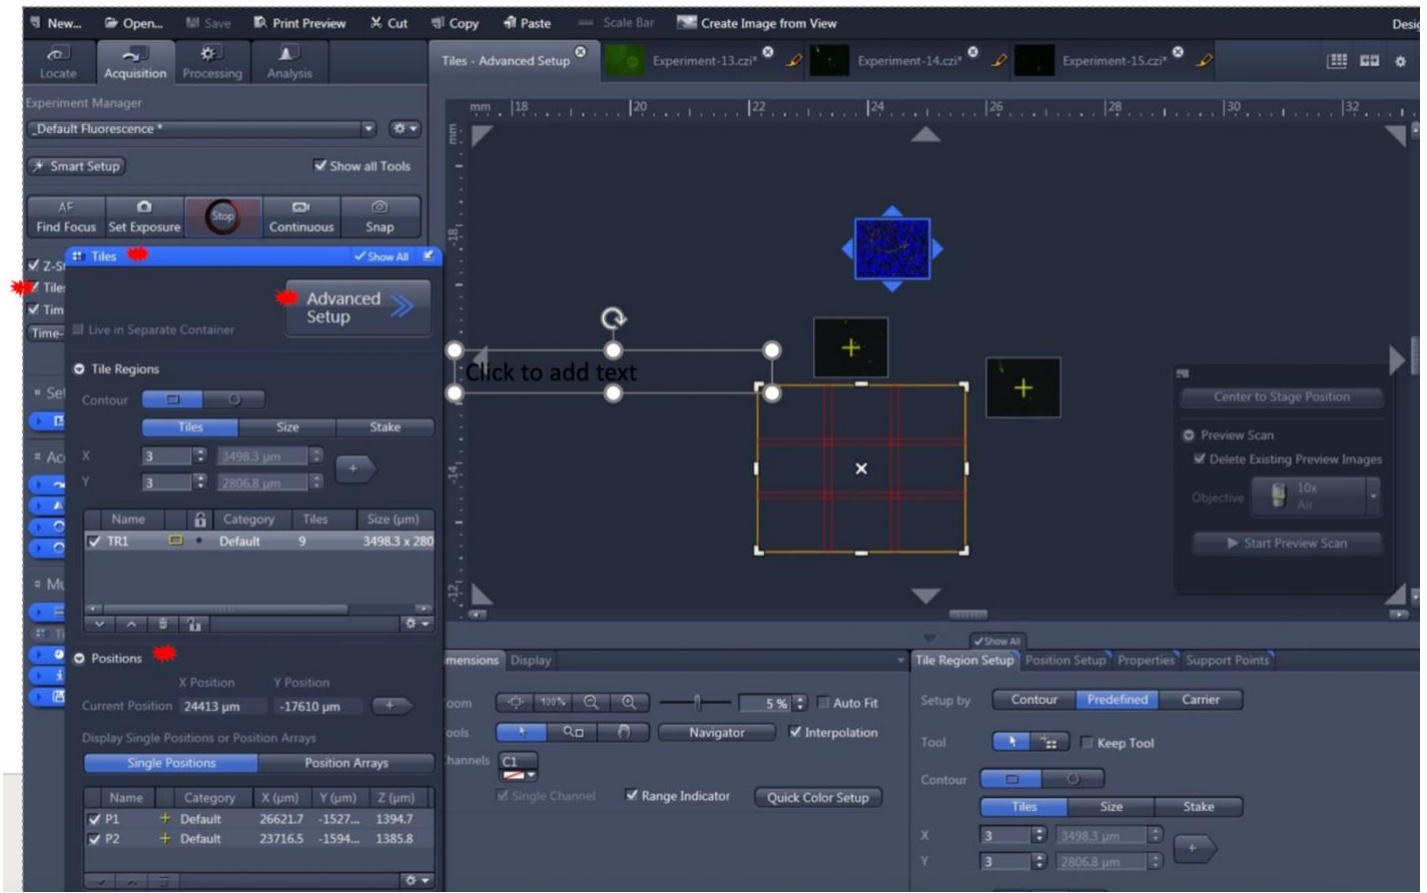 New... Open... Save Print Preview Cut Copy Paste Scale Bar Create Image from View
Locate Acquisition Processing Analysis
Tiles - Advanced Setup Experiment-13.czi* Experiment-14.czi* Experiment-15.czi*
Experiment Manager
_Default Fluorescence *
Smart Setup Show all Tools
AF
Find Focus Set Exposure Stop Continuous Snap
Tiles Show All
Advanced
Setup
Live in Separate Container
Tile Regions
Contour
Tiles Size Stake
X 3 3498.3 µm
Y 3 2806.8 µm
Name Category Tiles Size (µm)
TR1 Default 9 3498.3 x 280
Positions
X Position Y Position
Current Position 24413 µm -17610 µm
Display Single Positions or Position Arrays
Single Positions Position Arrays
Name Category X (µm) Y (µm) Z (µm)
P1 Default 26621.7 -1527... 1394.7
P2 Default 23716.5 -1594... 1385.8
mm 18 20 22 24 26 28 30 32
mm
-18
-14
-12
Click to add text
Center to Stage Position
Preview Scan
Delete Existing Preview Images
Objective 10x
Air
Start Preview Scan
Show All
Display
100% 5 % Auto Fit
Navigator Interpolation
C1
Single Channel Range Indicator Quick Color Setup
Tile Region Setup Position Setup Properties Support Points
Setup by Contour Predefined Carrier
Tool Keep Tool
Contour
Tiles Size Stake
X 3 3498.3 µm
Y 3 2806.8 µm